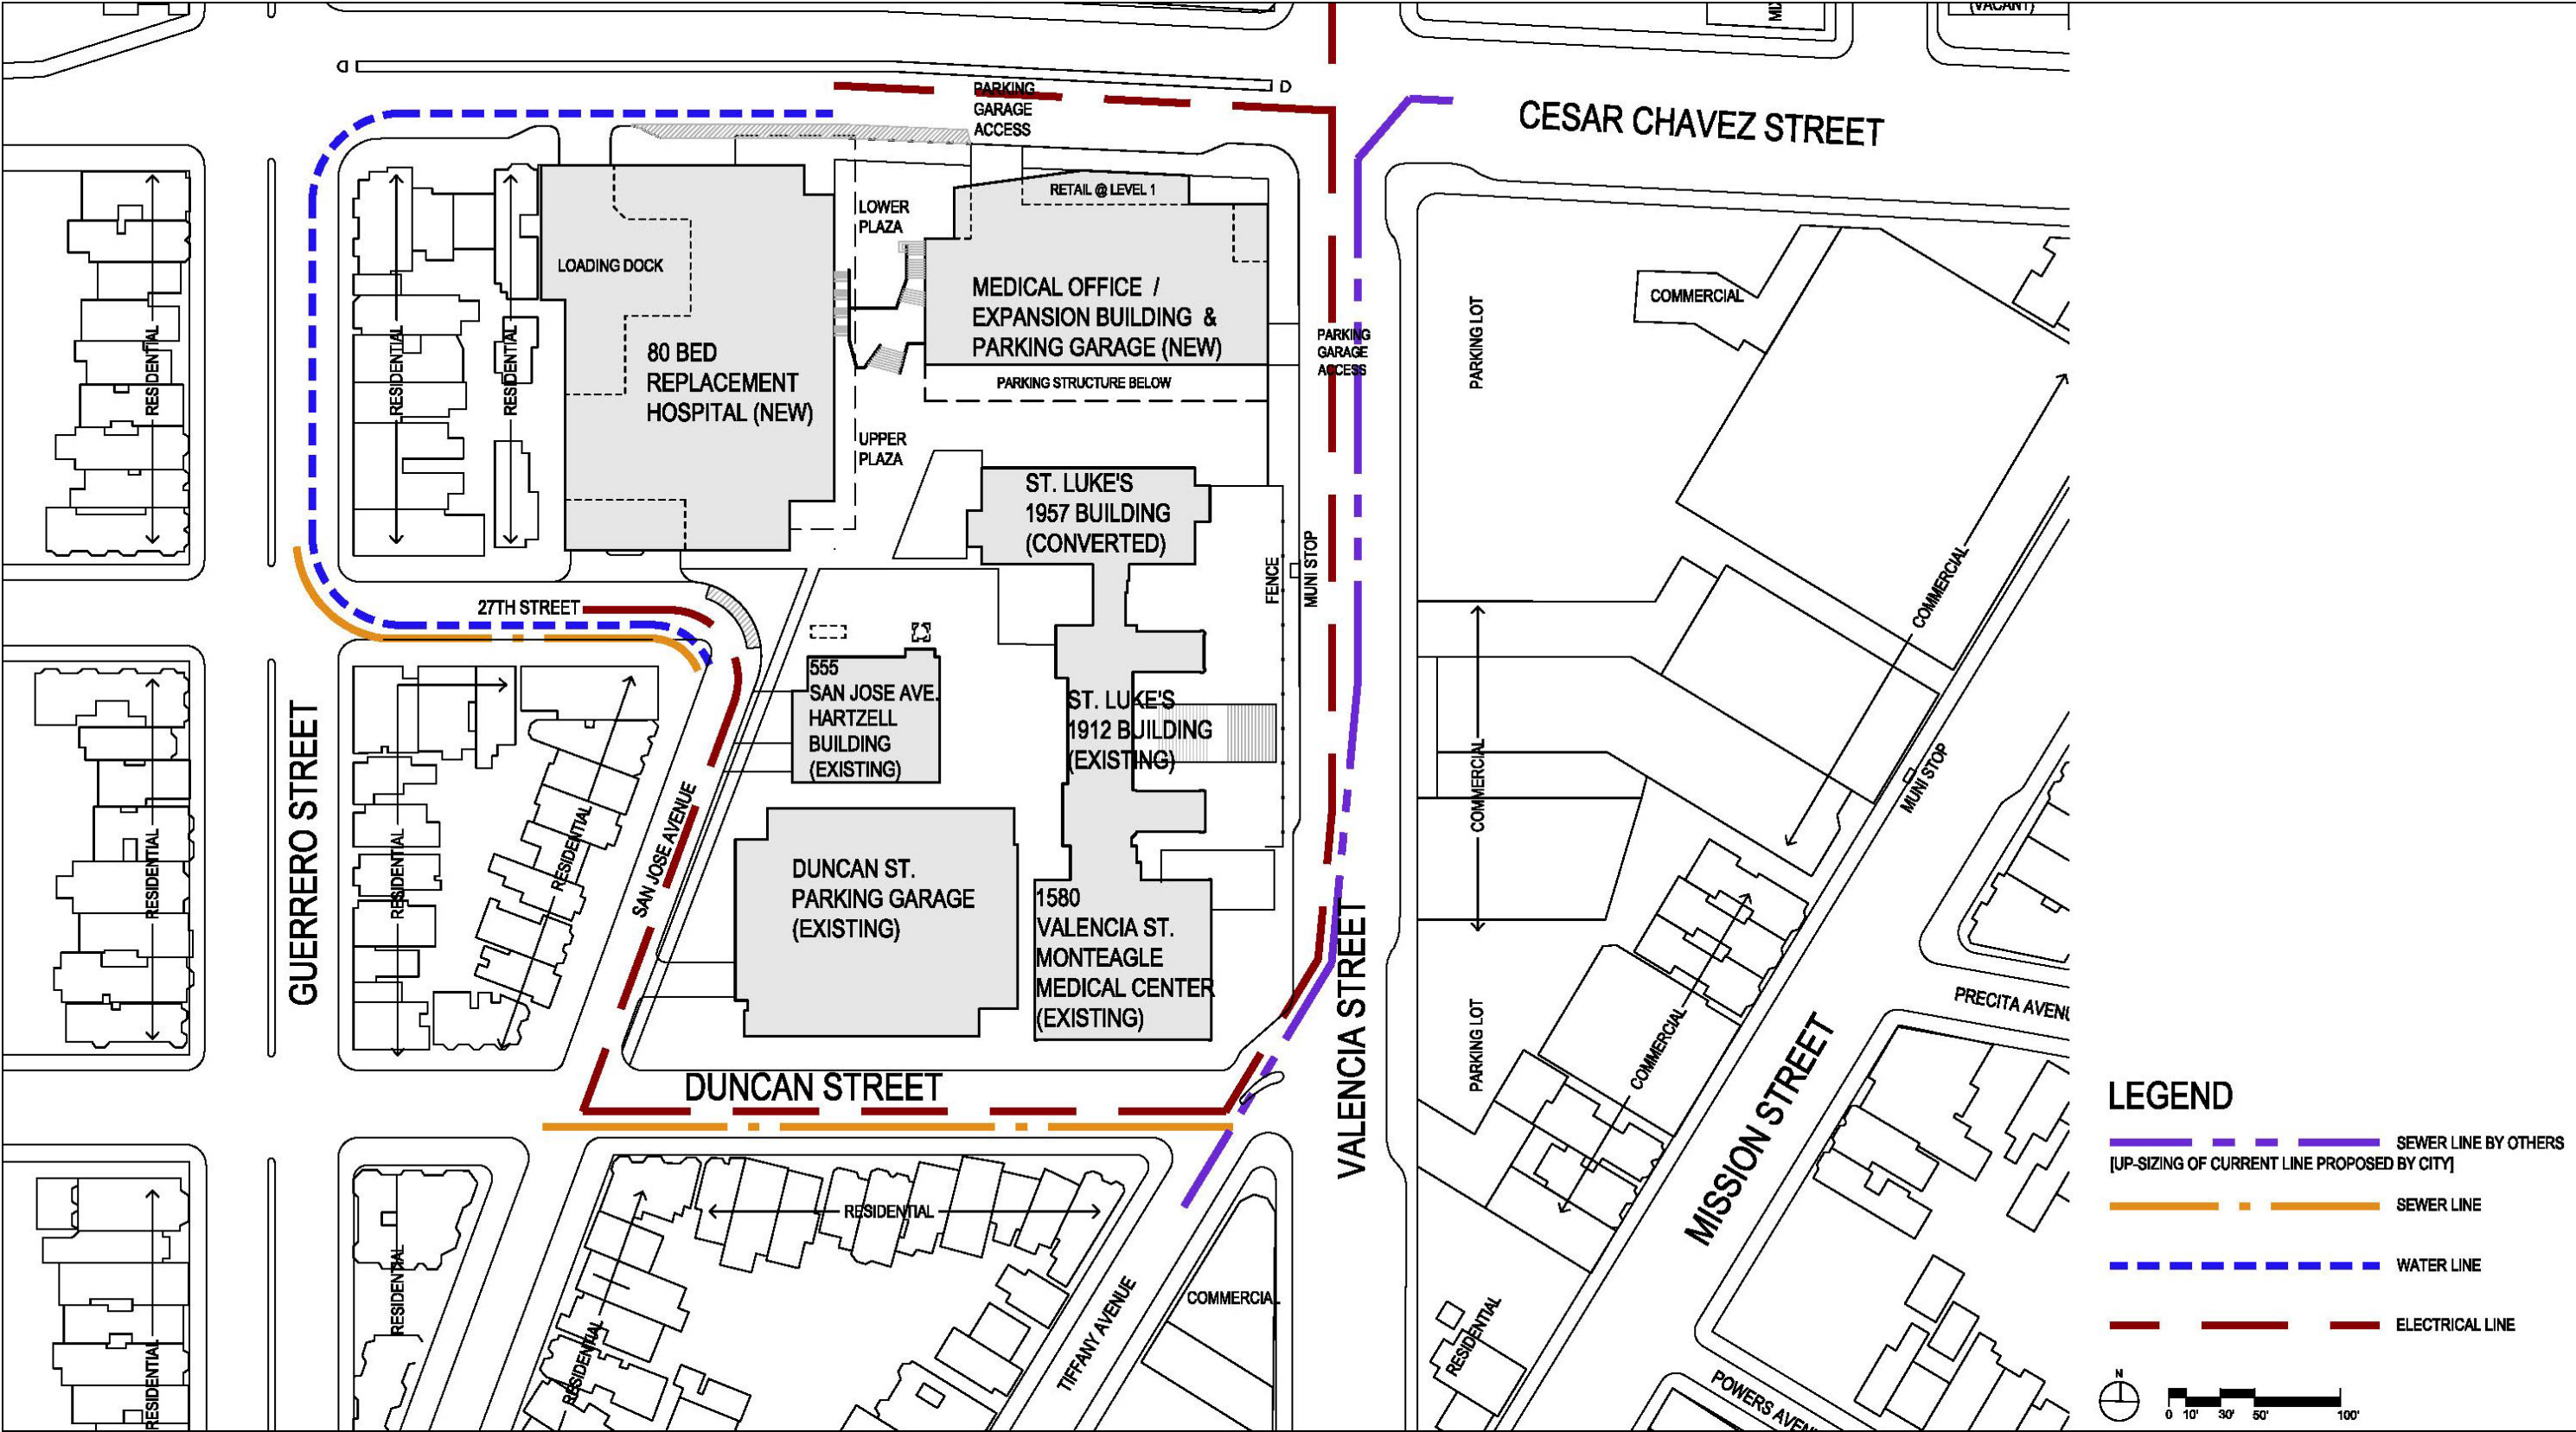 (VACANT)
D
D
PARKING
GARAGE
ACCESS
CESAR CHAVEZ STREET
RETAIL @ LEVEL 1
LOWER
PLAZA
LOADING DOCK
MEDICAL OFFICE /
EXPANSION BUILDING &
PARKING GARAGE (NEW)
COMMERCIAL
PARKING LOT
PARKING
GARAGE
ACCESS
80 BED
REPLACEMENT
HOSPITAL (NEW)
PARKING STRUCTURE BELOW
RESIDENTIAL
RESIDENTIAL
RESIDENTIAL
UPPER
PLAZA
ST. LUKE'S
1957 BUILDING
(CONVERTED)
FENCE
MUNI STOP
COMMERCIAL
27TH STREET
555
SAN JOSE AVE.
HARTZELL
BUILDING
(EXISTING)
ST. LUKE'S
1912 BUILDING
(EXISTING)
GUERRERO STREET
COMMERCIAL
MUNI STOP
RESIDENTIAL
RESIDENTIAL
RESIDENTIAL
SAN JOSE AVENUE
DUNCAN ST.
PARKING GARAGE
(EXISTING)
1580
VALENCIA ST.
MONTEAGLE
MEDICAL CENTER
(EXISTING)
VALENCIA STREET
PARKING LOT
COMMERCIAL
PRECITA AVENU
MISSION STREET
DUNCAN STREET
RESIDENTIAL
RESIDENTIAL
RESIDENTIAL
RESIDENTIAL
TIFFANY AVENUE
COMMERCIAL
RESIDENTIAL
POWERS AVEN
LEGEND
SEWER LINE BY OTHERS
[UP-SIZING OF CURRENT LINE PROPOSED BY CITY]
SEWER LINE
WATER LINE
ELECTRICAL LINE
N
0 10' 30' 50' 100'